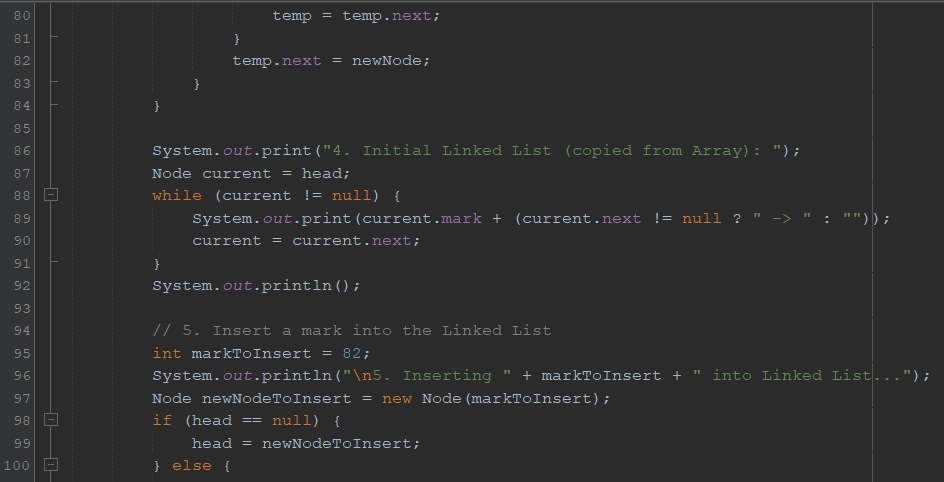 80 temp = temp.next;
81 }
82 temp.next = newNode;
83 }
84 }
85
86 System.out.print("4. Initial Linked List (copied from Array): ");
87 Node current = head;
88 while (current != null) {
89 System.out.print(current.mark + (current.next != null ? " -> " : ""));
90 current = current.next;
91 }
92 System.out.println();
93
94 // 5. Insert a mark into the Linked List
95 int markToInsert = 82;
96 System.out.println("\n5. Inserting " + markToInsert + " into Linked List...");
97 Node newNodeToInsert = new Node(markToInsert);
98 if (head == null) {
99 head = newNodeToInsert;
100 } else {